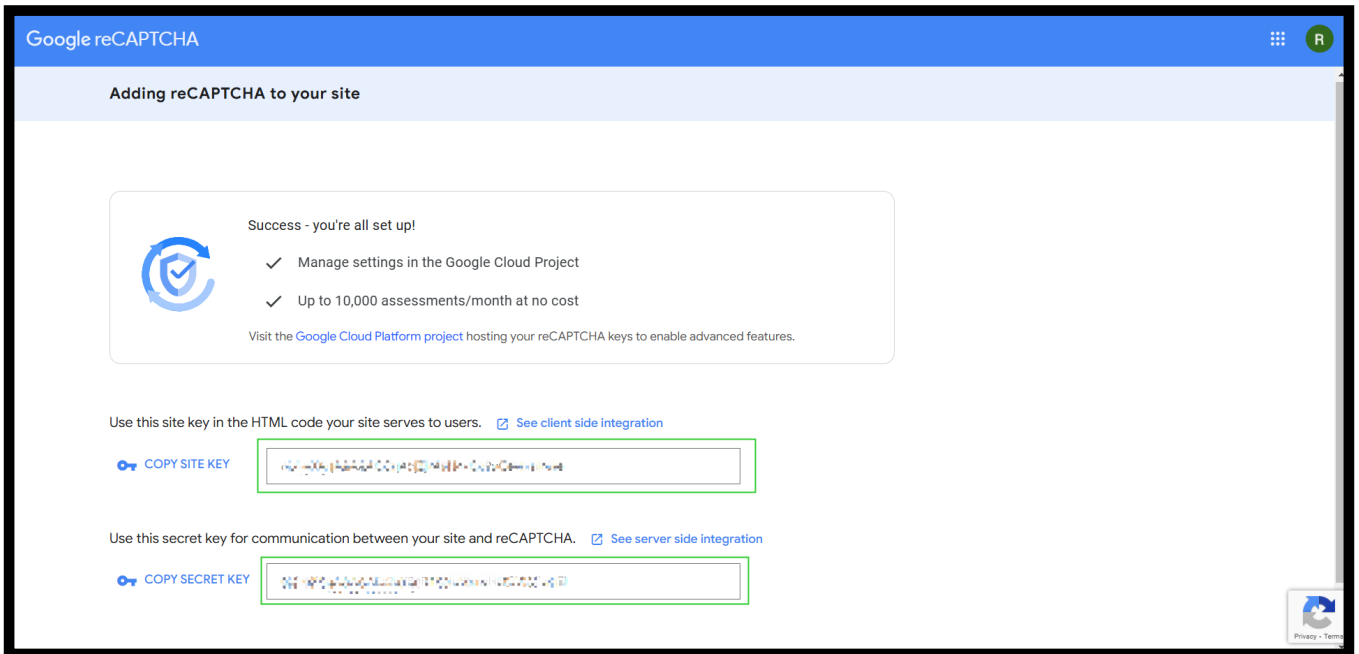 Google reCAPTCHA
R
Adding reCAPTCHA to your site
Success - you're all set up!
Manage settings in the Google Cloud Project
Up to 10,000 assessments/month at no cost
Visit the Google Cloud Platform project hosting your reCAPTCHA keys to enable advanced features.
Use this site key in the HTML code your site serves to users. See client side integration
COPY SITE KEY
Use this secret key for communication between your site and reCAPTCHA. See server side integration
COPY SECRET KEY
Privacy - Terms